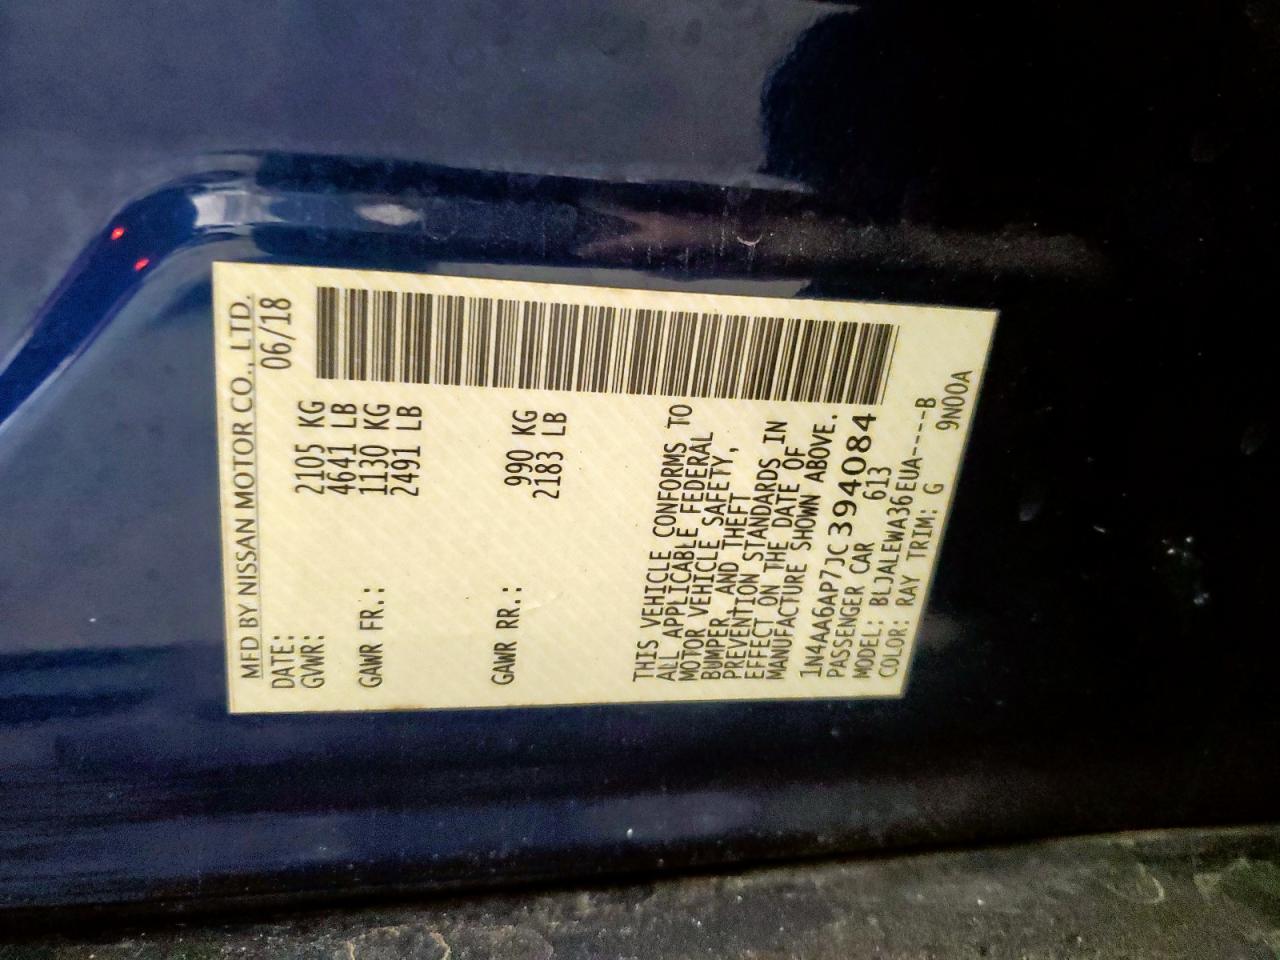 MFD BY NISSAN MOTOR CO., LTD.
DATE: 06/18
GVWR: 2105 KG
4641 LB
GAWR FR.: 1130 KG
2491 LB
GAWR RR.: 990 KG
2183 LB
THIS VEHICLE CONFORMS TO
ALL APPLICABLE FEDERAL
MOTOR VEHICLE SAFETY,
BUMPER, AND THEFT
PREVENTION STANDARDS IN
EFFECT ON THE DATE OF
MANUFACTURE SHOWN ABOVE.
1N4AA6AP7JC394084
PASSENGER CAR 613
MODEL: BLJALEWA36EUA----B
COLOR: RAY TRIM: G 9N00A